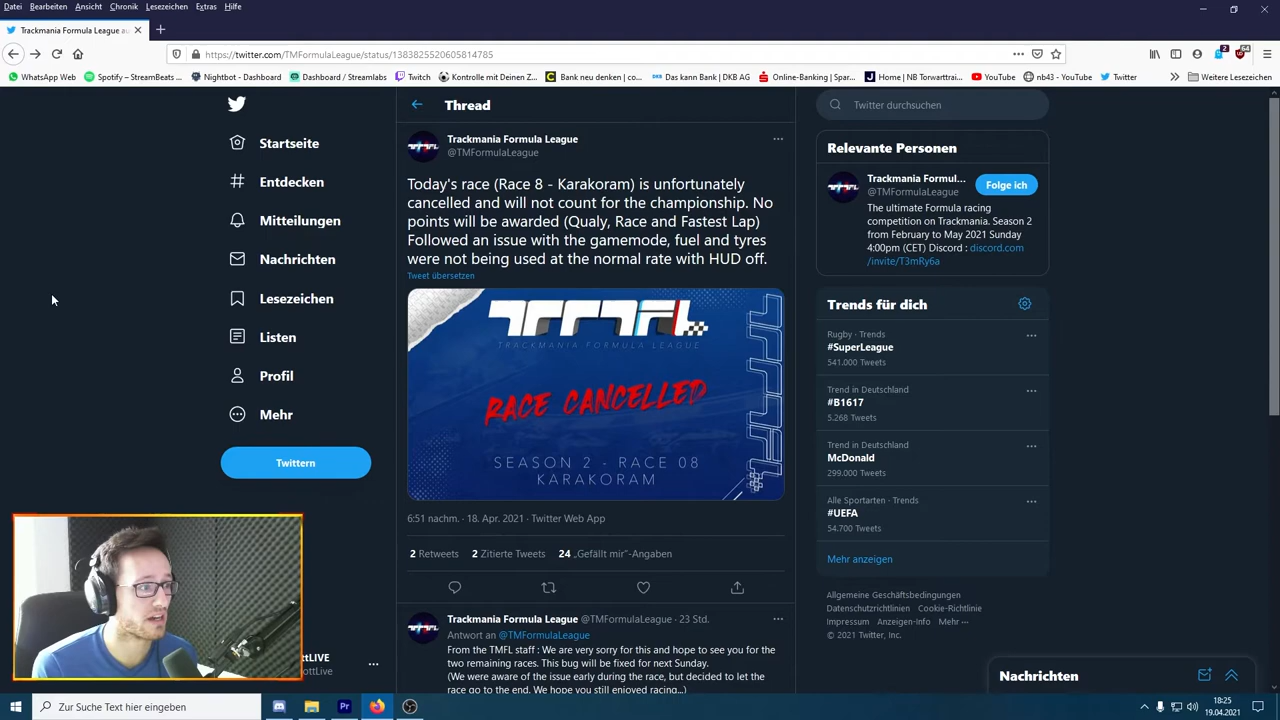 Datei Bearbeiten Ansicht Chronik Lesezeichen Extras Hilfe
Trackmania Formula League au
https://twitter.com/TMFormulaLeague/status/1383825520605814785
2
64
WhatsApp Web
Spotify – StreamBeats ...
Nightbot - Dashboard
Dashboard / Streamlabs
Twitch
Kontrolle mit Deinen Z...
Bank neu denken | co...
Das kann Bank | DKB AG
Online-Banking | Spar...
Home | NB Torwarttrai...
YouTube
nb43 - YouTube
Twitter
Weitere Lesezeichen
Startseite
Entdecken
Mitteilungen
Nachrichten
Lesezeichen
Listen
Profil
Mehr
Twittern
Thread
Trackmania Formula League
@TMFormulaLeague
Today's race (Race 8 - Karakoram) is unfortunately
cancelled and will not count for the championship. No
points will be awarded (Qualy, Race and Fastest Lap)
Followed an issue with the gamemode, fuel and tyres
were not being used at the normal rate with HUD off.
Tweet übersetzen
TMFL
TRACKMANIA FORMULA LEAGUE
RACE CANCELLED
SEASON 2 - RACE 08
KARAKORAM
#TMFL
6:51 nachm. · 18. Apr. 2021 · Twitter Web App
2 Retweets 2 Zitierte Tweets 24 „Gefällt mir“-Angaben
Trackmania Formula League @TMFormulaLeague · 23 Std.
Antwort an @TMFormulaLeague
From the TMFL staff : We are very sorry for this and hope to see you for the
two remaining races. This bug will be fixed for next Sunday.
(We were aware of the issue early during the race, but decided to let the
race go to the end. We hope you still enjoyed racing...)
Twitter durchsuchen
Relevante Personen
Trackmania Formul...
@TMFormulaLeague
Folge ich
The ultimate Formula racing
competition on Trackmania. Season 2
from February to May 2021 Sunday
4:00pm (CET) Discord : discord.com
/invite/T3mRy6a
Trends für dich
Rugby · Trends
#SuperLeague
541.000 Tweets
Trend in Deutschland
#B1617
5.268 Tweets
Trend in Deutschland
McDonald
299.000 Tweets
Alle Sportarten · Trends
#UEFA
54.700 Tweets
Mehr anzeigen
Allgemeine Geschäftsbedingungen
Datenschutzrichtlinien Cookie-Richtlinie
Impressum Anzeigen-Info Mehr ···
© 2021 Twitter, Inc.
Nachrichten
ttLIVE
ottLive
Zur Suche Text hier eingeben
18:25
19.04.2021